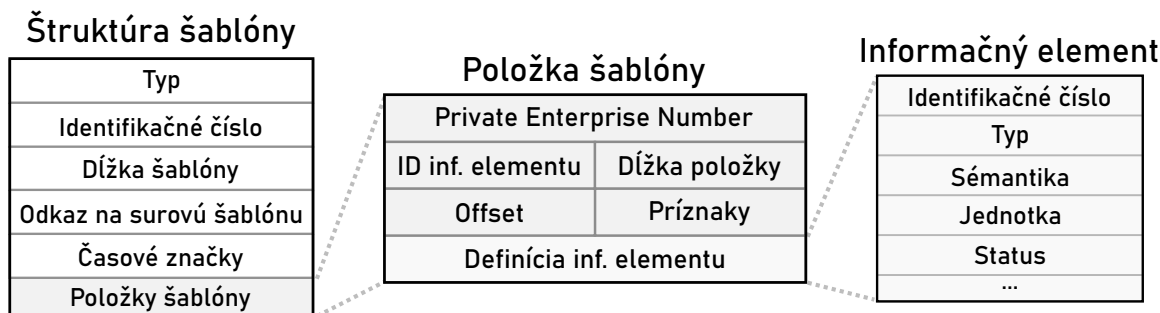 Štruktúra šablóny
Typ
Identifikačné číslo
Dĺžka šablóny
Odkaz na surovú šablónu
Časové značky
Položky šablóny
Položka šablóny
Private Enterprise Number
ID inf. elementu
Dĺžka položky
Offset
Príznaky
Definícia inf. elementu
Informačný element
Identifikačné číslo
Typ
Sémantika
Jednotka
Status
...